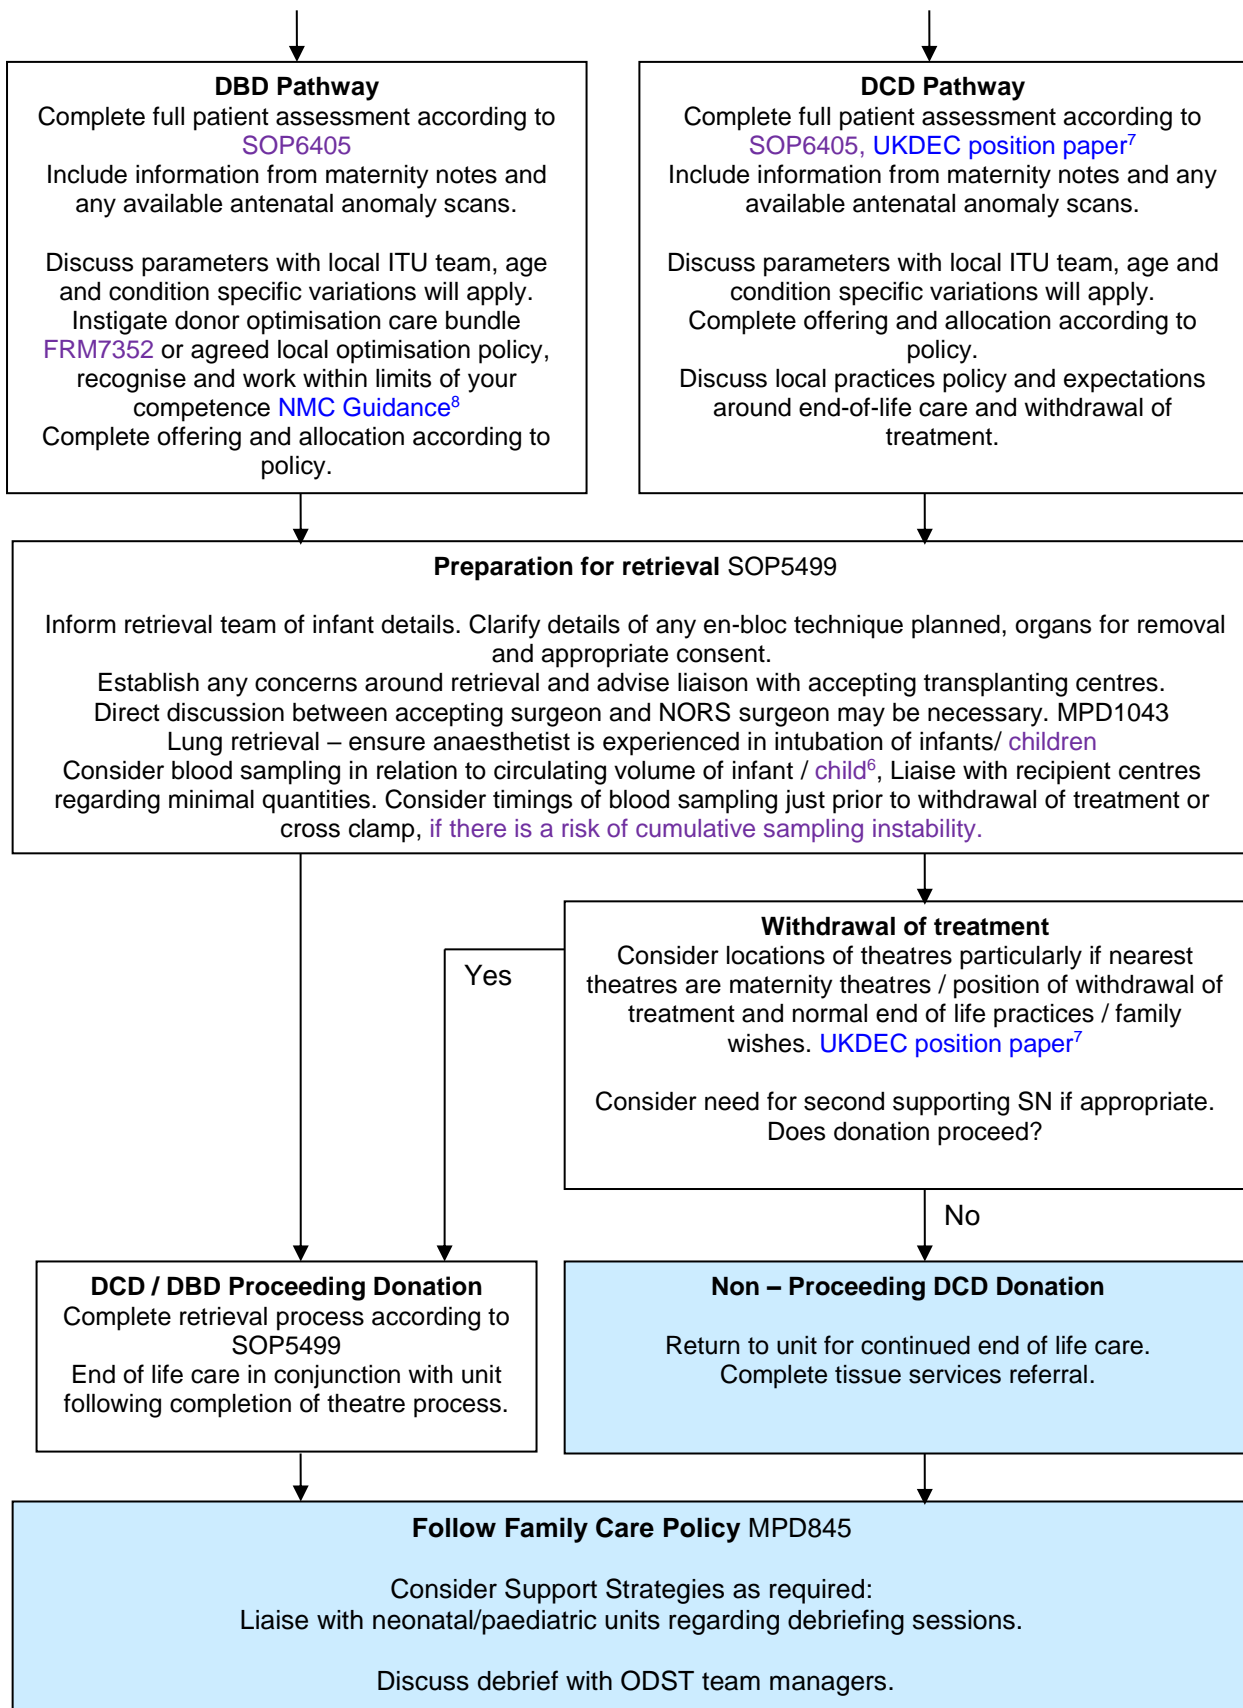 DBD Pathway
Complete full patient assessment according to
SOP6405
Include information from maternity notes and
any available antenatal anomaly scans.
Discuss parameters with local ITU team, age
and condition specific variations will apply.
Instigate donor optimisation care bundle
FRM7352 or agreed local optimisation policy,
recognise and work within limits of your
competence NMC Guidance8
Complete offering and allocation according to
policy.
DCD Pathway
Complete full patient assessment according to
SOP6405, UKDEC position paper7
Include information from maternity notes and any
available antenatal anomaly scans.
Discuss parameters with local ITU team, age and
condition specific variations will apply.
Complete offering and allocation according to
policy.
Discuss local practices policy and expectations
around end-of-life care and withdrawal of
treatment.
Preparation for retrieval SOP5499
Inform retrieval team of infant details. Clarify details of any en-bloc technique planned, organs for removal
and appropriate consent.
Establish any concerns around retrieval and advise liaison with accepting transplanting centres.
Direct discussion between accepting surgeon and NORS surgeon may be necessary. MPD1043
Lung retrieval – ensure anaesthetist is experienced in intubation of infants/ children
Consider blood sampling in relation to circulating volume of infant / child6, Liaise with recipient centres
regarding minimal quantities. Consider timings of blood sampling just prior to withdrawal of treatment or
cross clamp, if there is a risk of cumulative sampling instability.
Withdrawal of treatment
Consider locations of theatres particularly if nearest
theatres are maternity theatres / position of withdrawal of
treatment and normal end of life practices / family
wishes. UKDEC position paper7
Consider need for second supporting SN if appropriate.
Does donation proceed?
Yes
No
DCD / DBD Proceeding Donation
Complete retrieval process according to
SOP5499
End of life care in conjunction with unit
following completion of theatre process.
Non – Proceeding DCD Donation
Return to unit for continued end of life care.
Complete tissue services referral.
Follow Family Care Policy MPD845
Consider Support Strategies as required:
Liaise with neonatal/paediatric units regarding debriefing sessions.
Discuss debrief with ODST team managers.